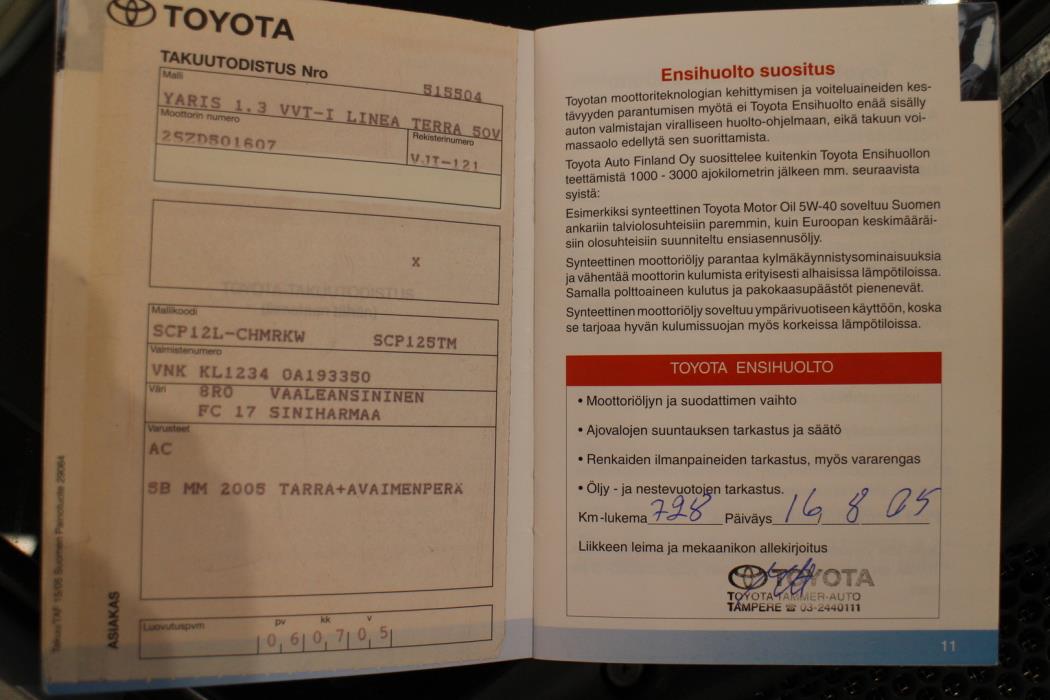 TOYOTA
TAKUUTODISTUS Nro
515504
Malli
YARIS 1.3 VVT-I LINEA TERRA 50V
Moottorin numero
2SZD501607
Rekisterinumero
VJT-121
X
Mallikoodi
SCP12L-CHMRKW SCP125TM
Valmistenumero
VNK KL1234 0A193350
Väri 8R0 VAALEANSININEN
FC 17 SINIHARMAA
Varusteet
AC
SB MM 2005 TARRA+AVAIMENPERÄ
Luovutuspvm
pv kk v
060705
ASIAKAS
Ensihuolto suositus
Toyotan moottoriteknologian kehittymisen ja voiteluaineiden kes-
tävyyden parantumisen myötä ei Toyota Ensihuolto enää sisälly
auton valmistajan viralliseen huolto-ohjelmaan, eikä takuun voi-
massaolo edellytä sen suorittamista.
Toyota Auto Finland Oy suosittelee kuitenkin Toyota Ensihuollon
teettämistä 1000 - 3000 ajokilometrin jälkeen mm. seuraavista
syistä:
Esimerkiksi synteettinen Toyota Motor Oil 5W-40 soveltuu Suomen
ankariin talviolosuhteisiin paremmin, kuin Euroopan keskimääräi-
siin olosuhteisiin suunniteltu ensiasennusöljy.
Synteettinen moottoriöljy parantaa kylmäkäynnistysominaisuuksia
ja vähentää moottorin kulumista erityisesti alhaisissa lämpötiloissa.
Samalla polttoaineen kulutus ja pakokaasupäästöt pienenevät.
Synteettinen moottoriöljy soveltuu ympärivuotiseen käyttöön, koska
se tarjoaa hyvän kulumissuojan myös korkeissa lämpötiloissa.
TOYOTA ENSIHUOLTO
• Moottoriöljyn ja suodattimen vaihto
• Ajovalojen suuntauksen tarkastus ja säätö
• Renkaiden ilmanpaineiden tarkastus, myös vararengas
• Öljy - ja nestevuotojen tarkastus.
Km-lukema 728 Päiväys 16 8 05
Liikkeen leima ja mekaanikon allekirjoitus
TOYOTA
TOYOTA TAMMER-AUTO
TAMPERE ☎ 03-2440111
11